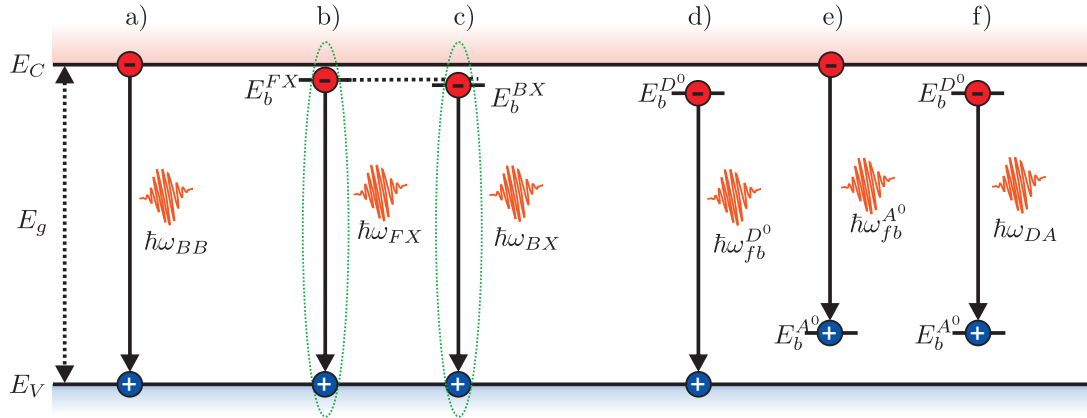 a) b) c) d) e) f)
E_C
E_b^{FX} E_b^{BX} E_b^{D^0} E_b^{D^0}
E_g
ħω_{BB} ħω_{FX} ħω_{BX} ħω_{fb}^{D^0} ħω_{fb}^{A^0} ħω_{DA}
E_b^{A^0} E_b^{A^0}
E_V